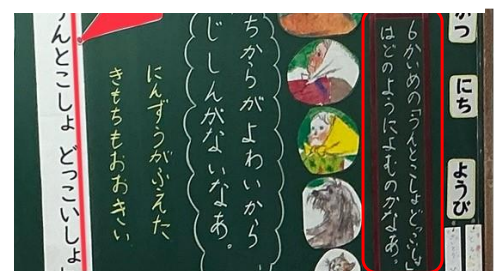 がつ
にち
ようび
6かいめの「うんとこしょどっこいしょ」
はどのようによむのかなあ。
ちからがよわいから
じしんがないなあ。
にんずうがふえた
きもちもおおきい
うんとこしょ どっこいしょ